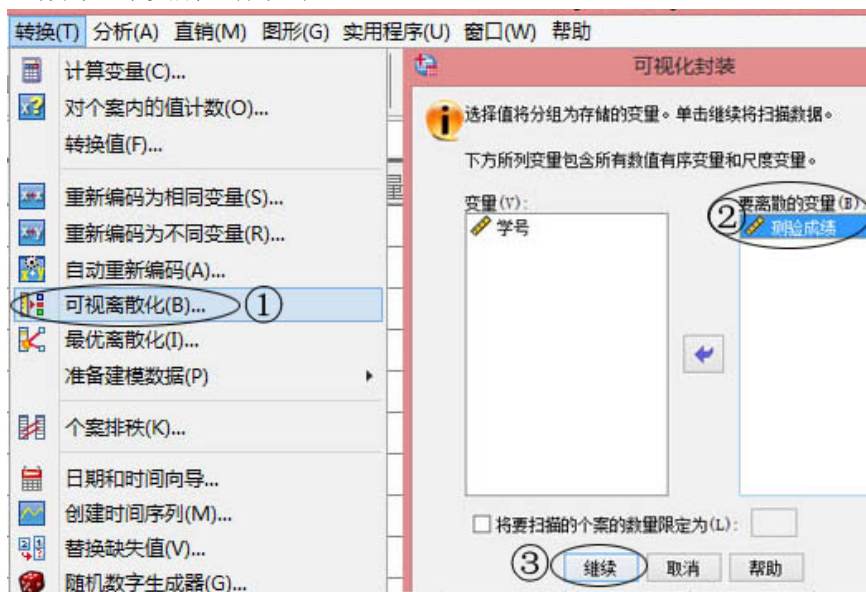 转换(T) 分析(A) 直销(M) 图形(G) 实用程序(U) 窗口(W) 帮助
计算变量(C)...
对个案内的值计数(O)...
转换值(F)...
重新编码为相同变量(S)...
重新编码为不同变量(R)...
自动重新编码(A)...
可视离散化(B)... ①
最优离散化(I)...
准备建模数据(P)
个案排秩(K)...
日期和时间向导...
创建时间序列(M)...
替换缺失值(V)...
随机数字生成器(G)...
可视化封装
选择值将分组为存储的变量。单击继续将扫描数据。
下方所列变量包含所有数值有序变量和尺度变量。
变量(V):
学号
要离散的变量(B):
② 测验成绩
将要扫描的个案的数量限定为(L):
③ 继续 取消 帮助